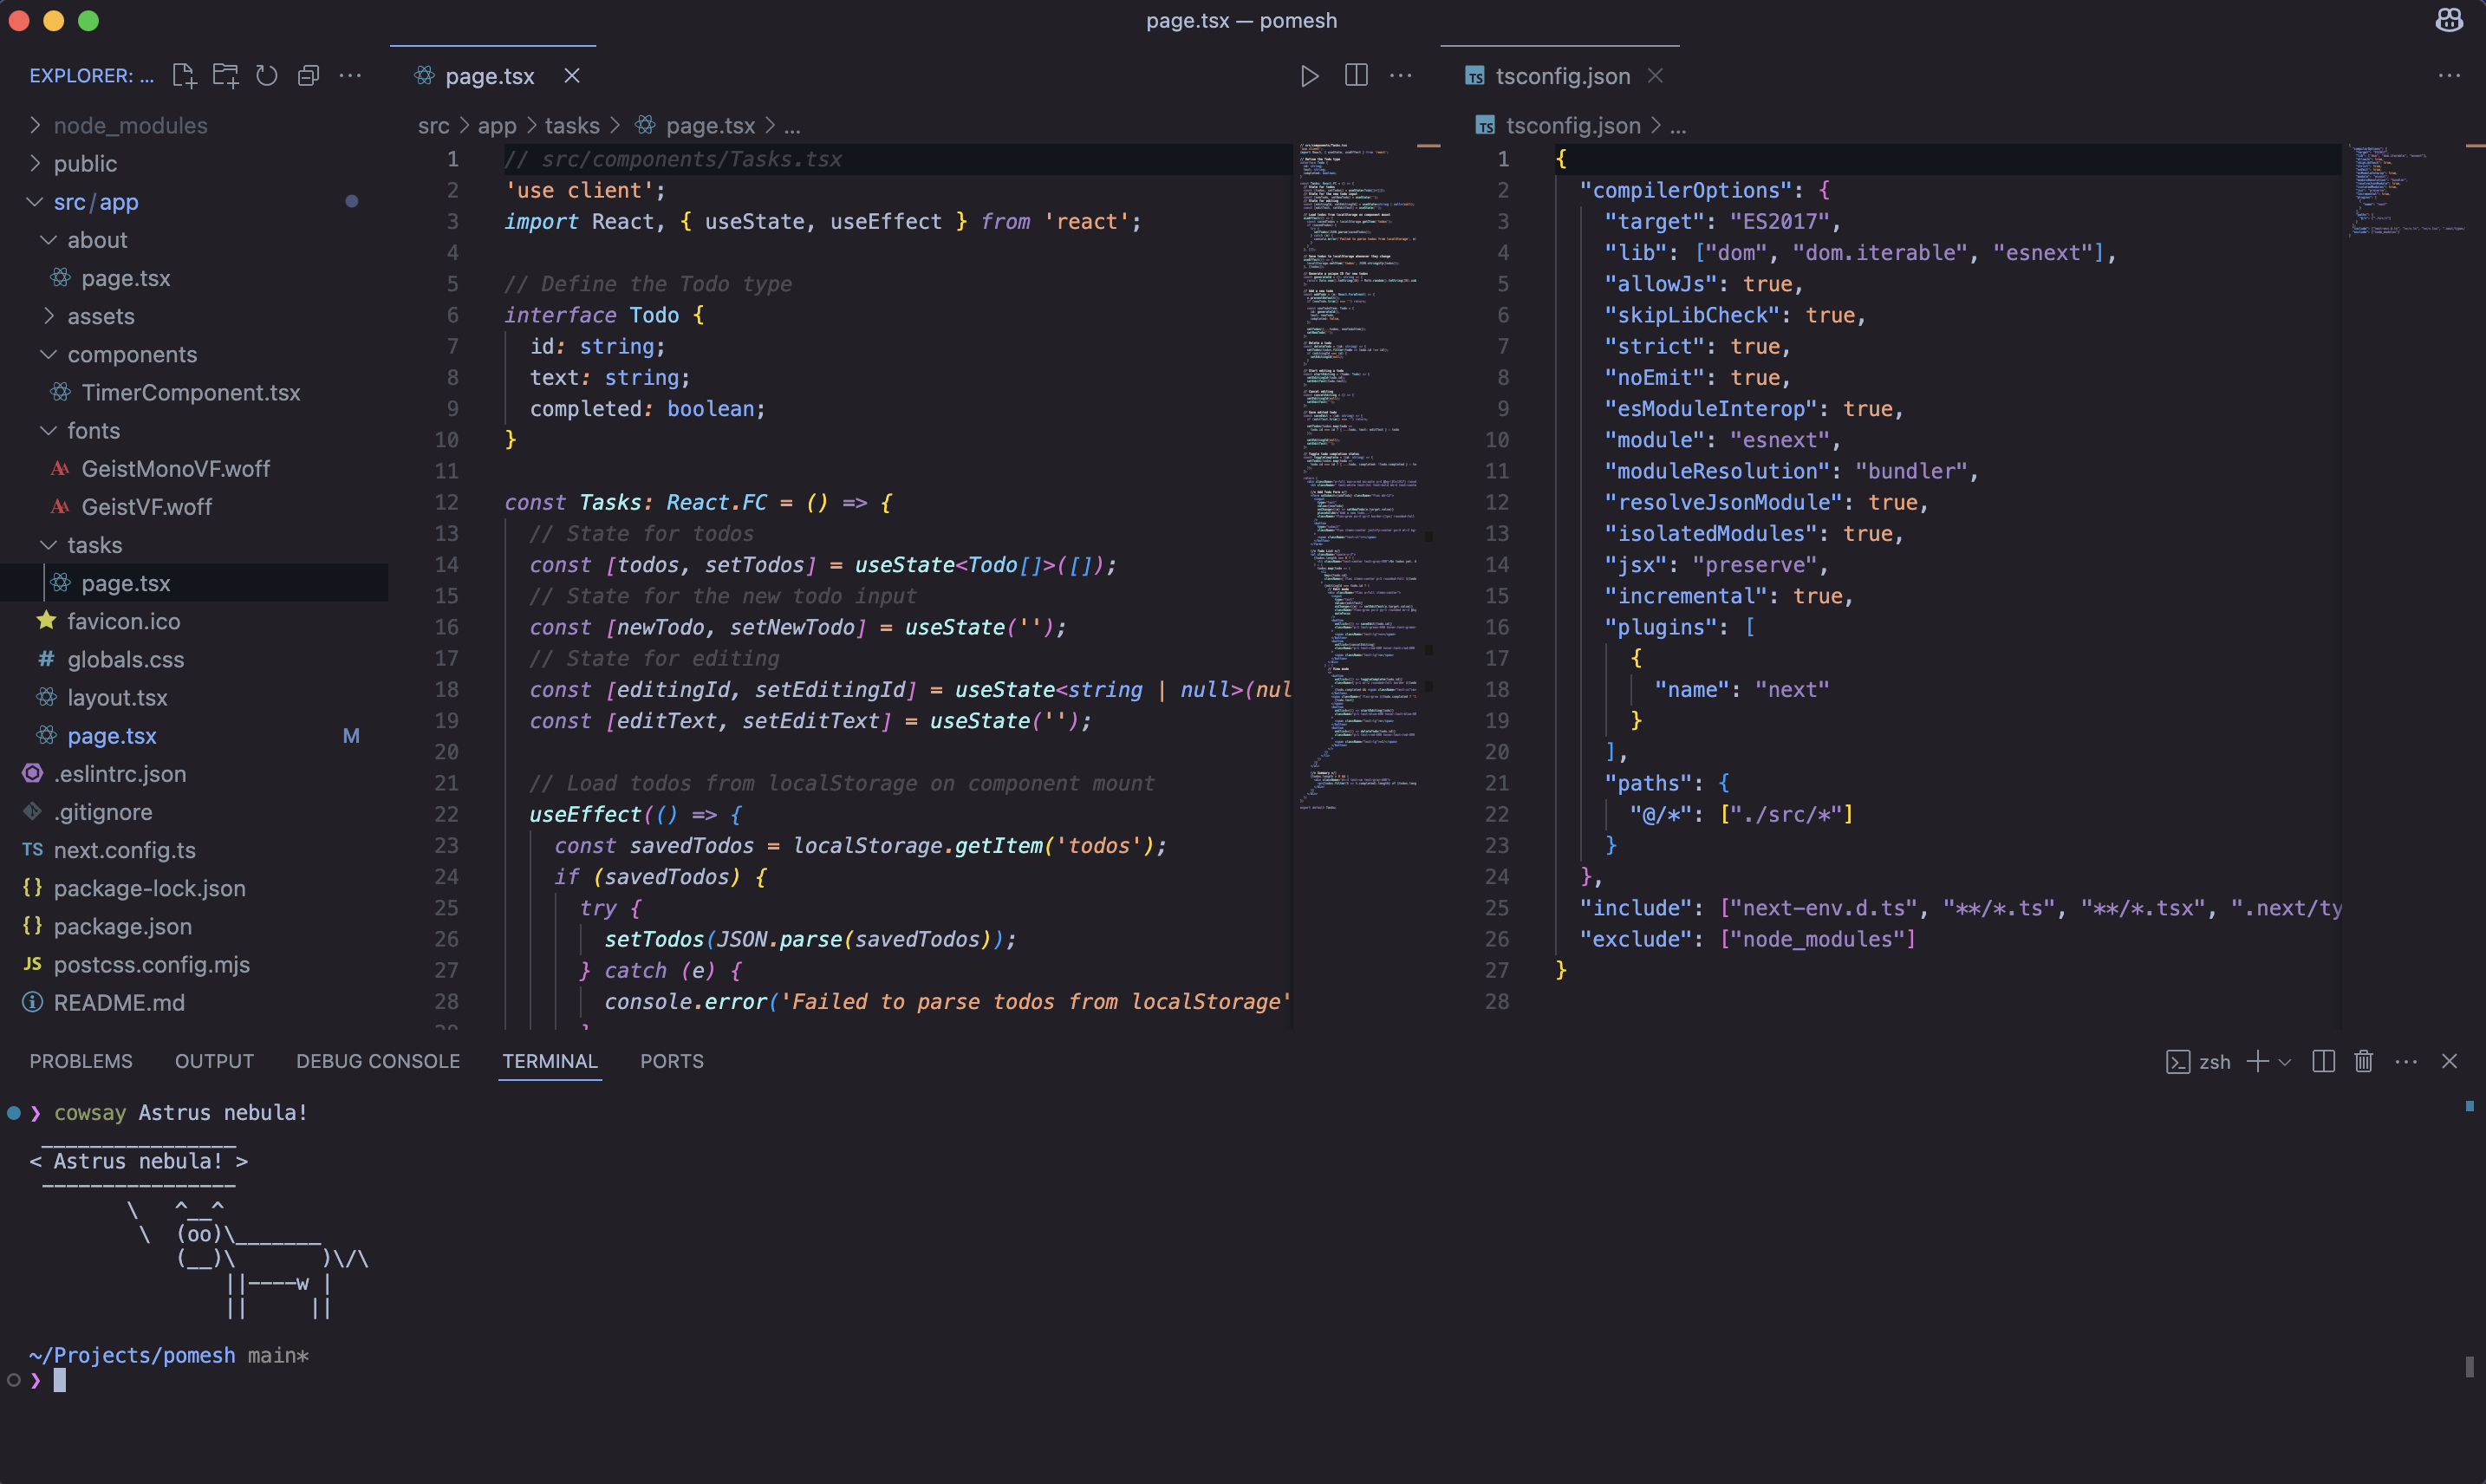 page.tsx — pomesh
EXPLORER: ...
node_modules
public
src/app
about
page.tsx
assets
components
TimerComponent.tsx
fonts
GeistMonoVF.woff
GeistVF.woff
tasks
page.tsx
favicon.ico
globals.css
layout.tsx
page.tsx M
.eslintrc.json
.gitignore
next.config.ts
package-lock.json
package.json
postcss.config.mjs
README.md
page.tsx
src > app > tasks > page.tsx > ...
1 // src/components/Tasks.tsx
2 'use client';
3 import React, { useState, useEffect } from 'react';
4
5 // Define the Todo type
6 interface Todo {
7 id: string;
8 text: string;
9 completed: boolean;
10 }
11
12 const Tasks: React.FC = () => {
13 // State for todos
14 const [todos, setTodos] = useState<Todo[]>([]);
15 // State for the new todo input
16 const [newTodo, setNewTodo] = useState('');
17 // State for editing
18 const [editingId, setEditingId] = useState<string | null>(nul
19 const [editText, setEditText] = useState('');
20
21 // Load todos from localStorage on component mount
22 useEffect(() => {
23 const savedTodos = localStorage.getItem('todos');
24 if (savedTodos) {
25 try {
26 setTodos(JSON.parse(savedTodos));
27 } catch (e) {
28 console.error('Failed to parse todos from localStorage'
TS tsconfig.json
TS tsconfig.json > ...
1 {
2 "compilerOptions": {
3 "target": "ES2017",
4 "lib": ["dom", "dom.iterable", "esnext"],
5 "allowJs": true,
6 "skipLibCheck": true,
7 "strict": true,
8 "noEmit": true,
9 "esModuleInterop": true,
10 "module": "esnext",
11 "moduleResolution": "bundler",
12 "resolveJsonModule": true,
13 "isolatedModules": true,
14 "jsx": "preserve",
15 "incremental": true,
16 "plugins": [
17 {
18 "name": "next"
19 }
20 ],
21 "paths": {
22 "@/*": ["./src/*"]
23 }
24 },
25 "include": ["next-env.d.ts", "**/*.ts", "**/*.tsx", ".next/ty
26 "exclude": ["node_modules"]
27 }
28
PROBLEMS OUTPUT DEBUG CONSOLE TERMINAL PORTS
zsh
❯ cowsay Astrus nebula!
_______________
< Astrus nebula! >
---------------
\ ^__^
\ (oo)\_______
(__)\ )\/\
||----w |
|| ||
~/Projects/pomesh main*
❯